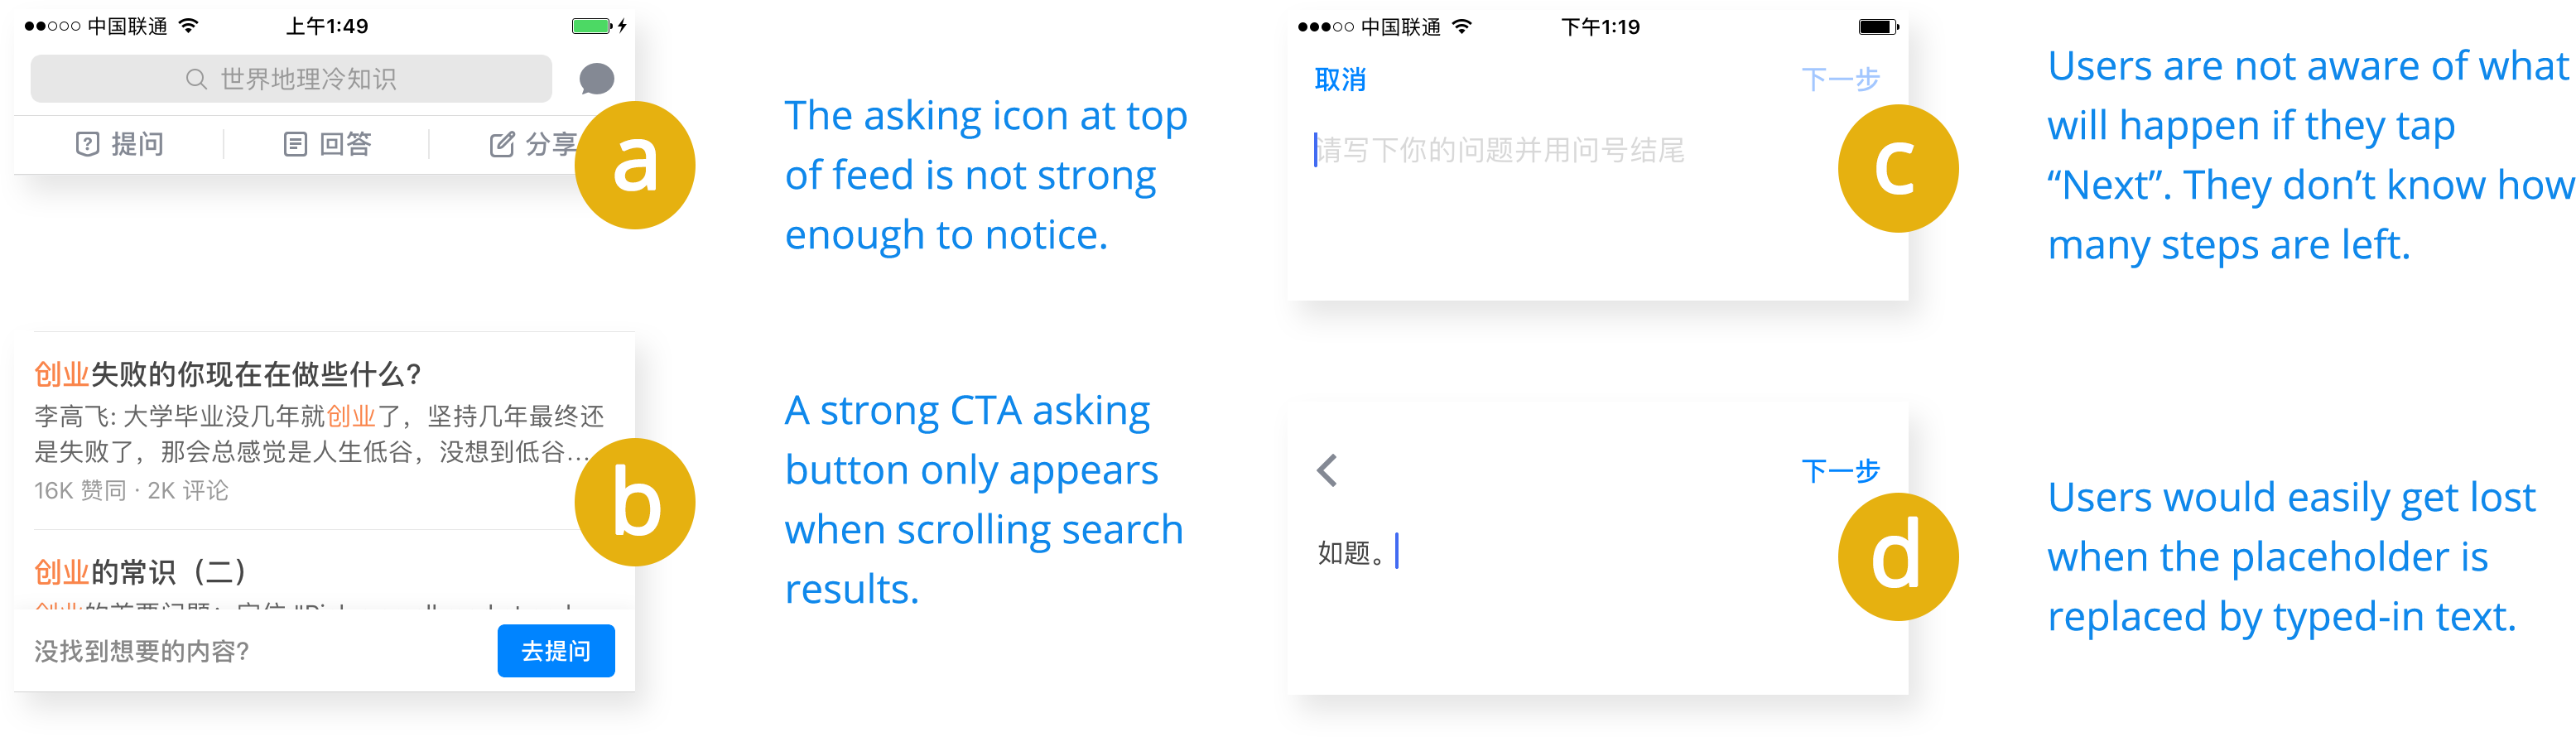 中国联通 上午1:49
世界地理冷知识
提问 回答 分享
a
The asking icon at top
of feed is not strong
enough to notice.
创业失败的你现在在做些什么?
李高飞: 大学毕业没几年就创业了，坚持几年最终还
是失败了，那会总感觉是人生低谷，没想到低谷...
16K 赞同 · 2K 评论
创业的常识（二）
没找到想要的内容?
去提问
b
A strong CTA asking
button only appears
when scrolling search
results.
中国联通 下午1:19
取消 下一步
请写下你的问题并用问号结尾
c
Users are not aware of what
will happen if they tap
“Next”. They don’t know how
many steps are left.
下一步
如题。
d
Users would easily get lost
when the placeholder is
replaced by typed-in text.